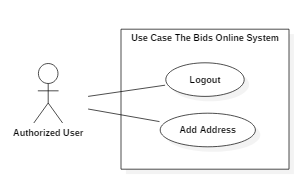 Use Case The Bids Online System
Logout
Add Address
Authorized User